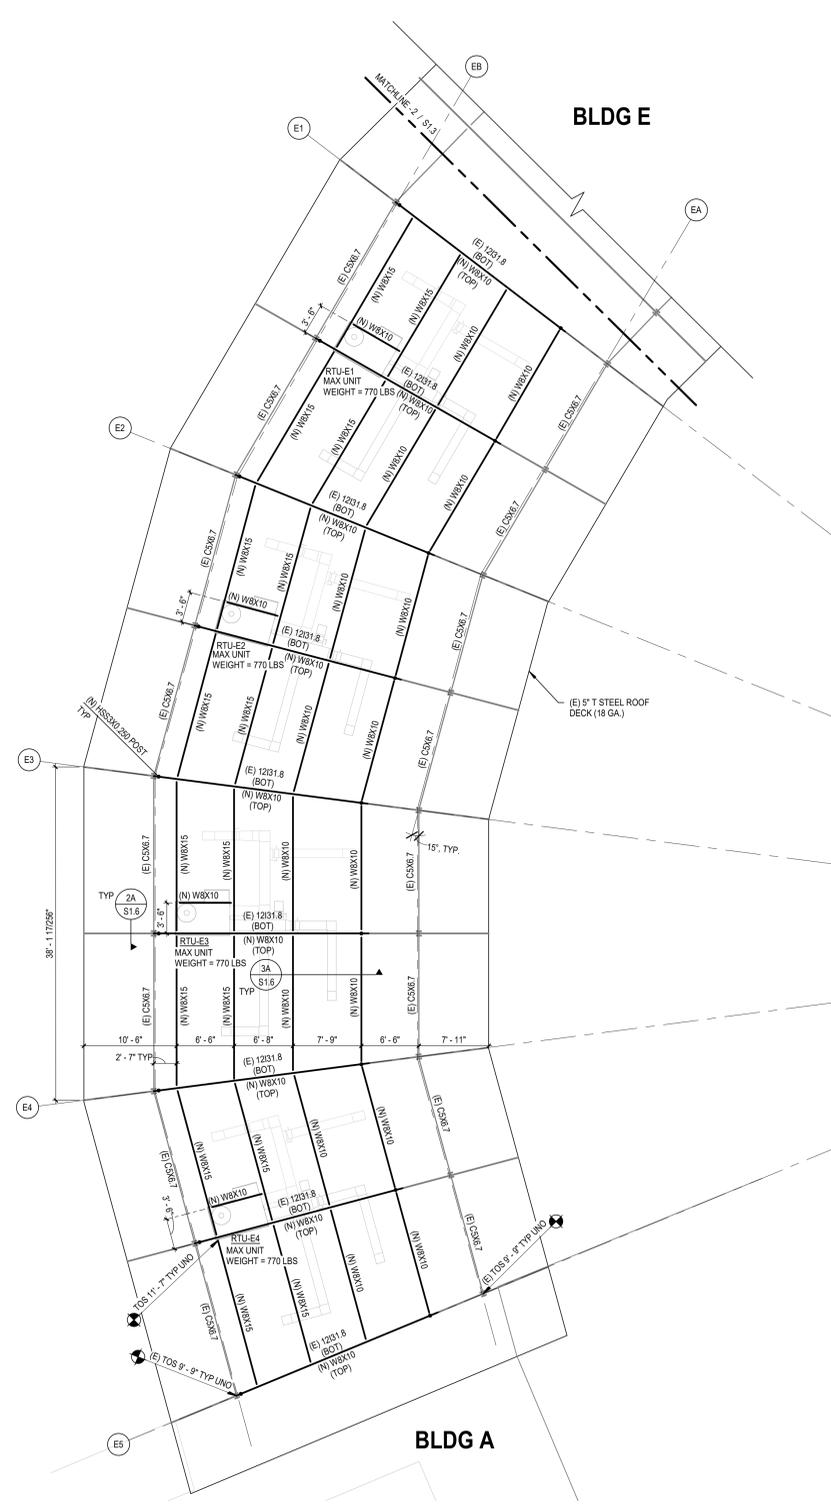 EB
MATCHLINE - 2 / S1.3
BLDG E
E1
EA
(E) C5X6.7
(N) W8X15
(E) 12I31.8
(BOT)
(N) W8X10
(TOP)
(N) W8X15
3' - 6"
(N) W8X10
(N) W8X10
(N) W8X10
RTU-E1
MAX UNIT
WEIGHT = 770 LBS
(E) 12I31.8
(BOT)
(N) W8X10
(TOP)
(E) C5X6.7
(E) C5X6.7
(N) W8X15
(N) W8X15
(N) W8X10
(N) W8X10
E2
(E) 12I31.8
(BOT)
(N) W8X10
(TOP)
(E) C5X6.7
(E) C5X6.7
(N) W8X15
(N) W8X15
(N) W8X10
(N) W8X10
3' - 6"
(N) W8X10
(E) C5X6.7
RTU-E2
MAX UNIT
WEIGHT = 770 LBS
(E) 12I31.8
(BOT)
(N) W8X10
(TOP)
(E) 5" T STEEL ROOF
DECK (18 GA.)
(N) HSS3X0.250 POST
TYP
(E) C5X6.7
(N) W8X15
(N) W8X15
(N) W8X10
(N) W8X10
(E) C5X6.7
E3
(E) 12I31.8
(BOT)
(N) W8X10
(TOP)
15°, TYP.
(E) C5X6.7
(N) W8X15
(N) W8X15
(N) W8X10
(N) W8X10
(E) C5X6.7
TYP
2A
S1.6
3' - 6"
(N) W8X10
38' - 1 17/256"
(E) 12I31.8
(BOT)
(N) W8X10
(TOP)
RTU-E3
MAX UNIT
WEIGHT = 770 LBS
3A
S1.6
TYP
(E) C5X6.7
(N) W8X15
(N) W8X15
(N) W8X10
(N) W8X10
(E) C5X6.7
10' - 6"
6' - 6"
6' - 8"
7' - 9"
6' - 6"
7' - 11"
2' - 7" TYP
(E) 12I31.8
(BOT)
(N) W8X10
(TOP)
E4
(E) C5X6.7
(N) W8X15
(N) W8X15
(N) W8X10
(N) W8X10
(E) C5X6.7
3' - 6"
(N) W8X10
(E) 12I31.8
(BOT)
(N) W8X10
(TOP)
RTU-E4
MAX UNIT
WEIGHT = 770 LBS
(E) C5X6.7
(N) W8X15
(N) W8X15
(N) W8X10
(N) W8X10
(E) C5X6.7
(E) TOS 9' - 9" TYP UNO
TOS 11' - 7" TYP UNO
(E) TOS 9' - 9" TYP UNO
(E) 12I31.8
(BOT)
(N) W8X10
(TOP)
E5
BLDG A